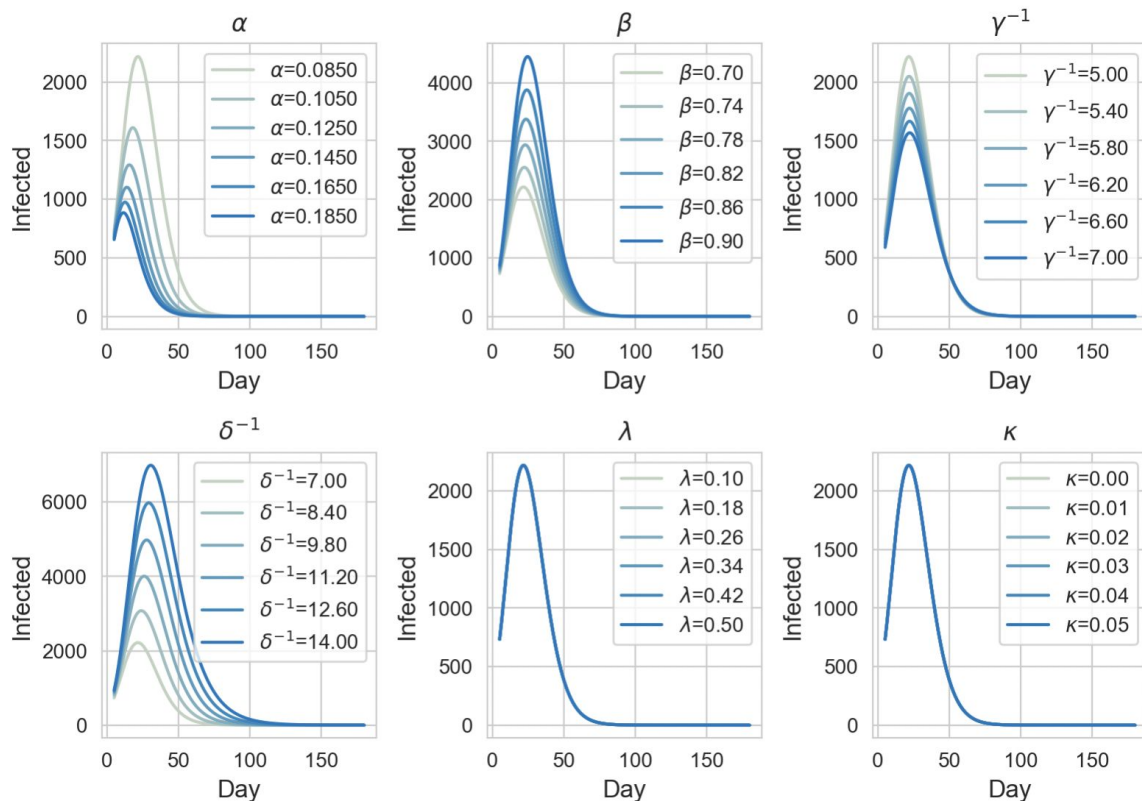 α
Infected
2000
1500
1000
500
0
α=0.0850
α=0.1050
α=0.1250
α=0.1450
α=0.1650
α=0.1850
0 50 100 150
Day
β
Infected
4000
3000
2000
1000
0
β=0.70
β=0.74
β=0.78
β=0.82
β=0.86
β=0.90
0 50 100 150
Day
γ⁻¹
Infected
2000
1500
1000
500
0
γ⁻¹=5.00
γ⁻¹=5.40
γ⁻¹=5.80
γ⁻¹=6.20
γ⁻¹=6.60
γ⁻¹=7.00
0 50 100 150
Day
δ⁻¹
Infected
6000
4000
2000
0
δ⁻¹=7.00
δ⁻¹=8.40
δ⁻¹=9.80
δ⁻¹=11.20
δ⁻¹=12.60
δ⁻¹=14.00
0 50 100 150
Day
λ
Infected
2000
1500
1000
500
0
λ=0.10
λ=0.18
λ=0.26
λ=0.34
λ=0.42
λ=0.50
0 50 100 150
Day
κ
Infected
2000
1500
1000
500
0
κ=0.00
κ=0.01
κ=0.02
κ=0.03
κ=0.04
κ=0.05
0 50 100 150
Day